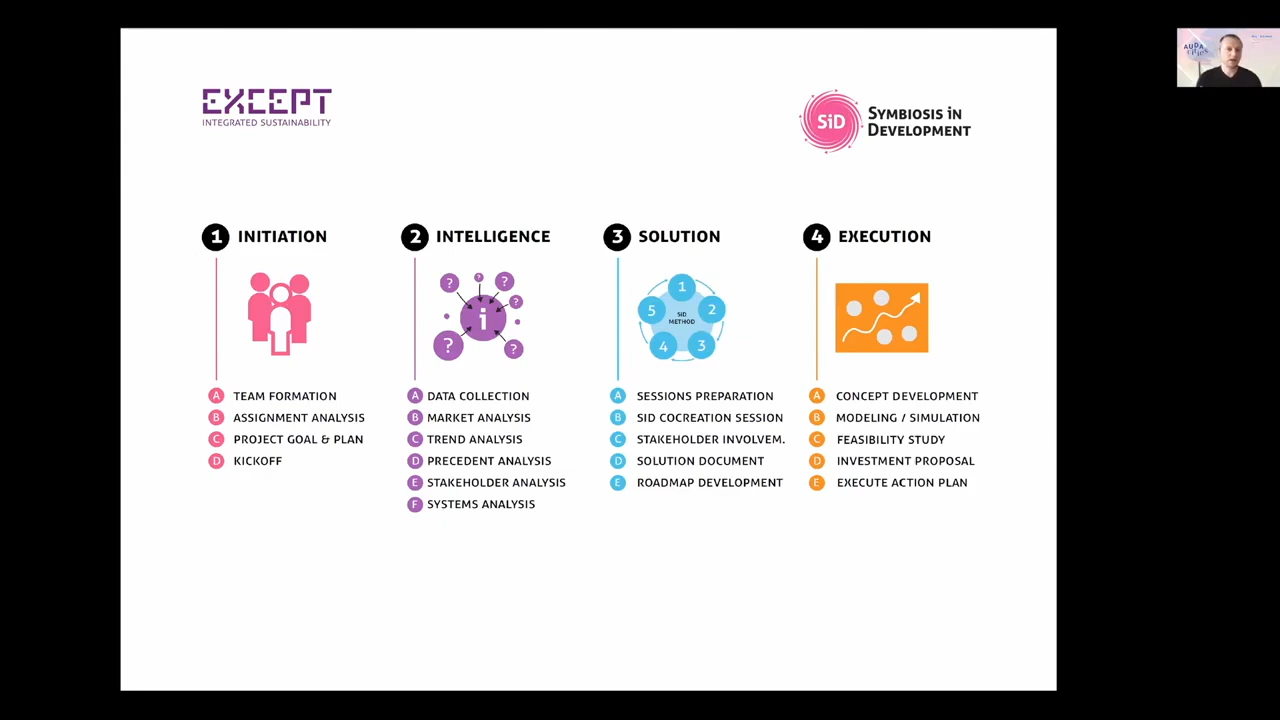 EXCEPT
INTEGRATED SUSTAINABILITY
SiD
SYMBIOSIS IN
DEVELOPMENT
1 INITIATION
A TEAM FORMATION
B ASSIGNMENT ANALYSIS
C PROJECT GOAL & PLAN
D KICKOFF
2 INTELLIGENCE
? ? ?
?
i
?
?
A DATA COLLECTION
B MARKET ANALYSIS
C TREND ANALYSIS
D PRECEDENT ANALYSIS
E STAKEHOLDER ANALYSIS
F SYSTEMS ANALYSIS
3 SOLUTION
1
5 2
SiD
METHOD
4 3
A SESSIONS PREPARATION
B SID COCREATION SESSION
C STAKEHOLDER INVOLVEM.
D SOLUTION DOCUMENT
E ROADMAP DEVELOPMENT
4 EXECUTION
A CONCEPT DEVELOPMENT
B MODELING / SIMULATION
C FEASIBILITY STUDY
D INVESTMENT PROPOSAL
E EXECUTE ACTION PLAN
AUDA
cities